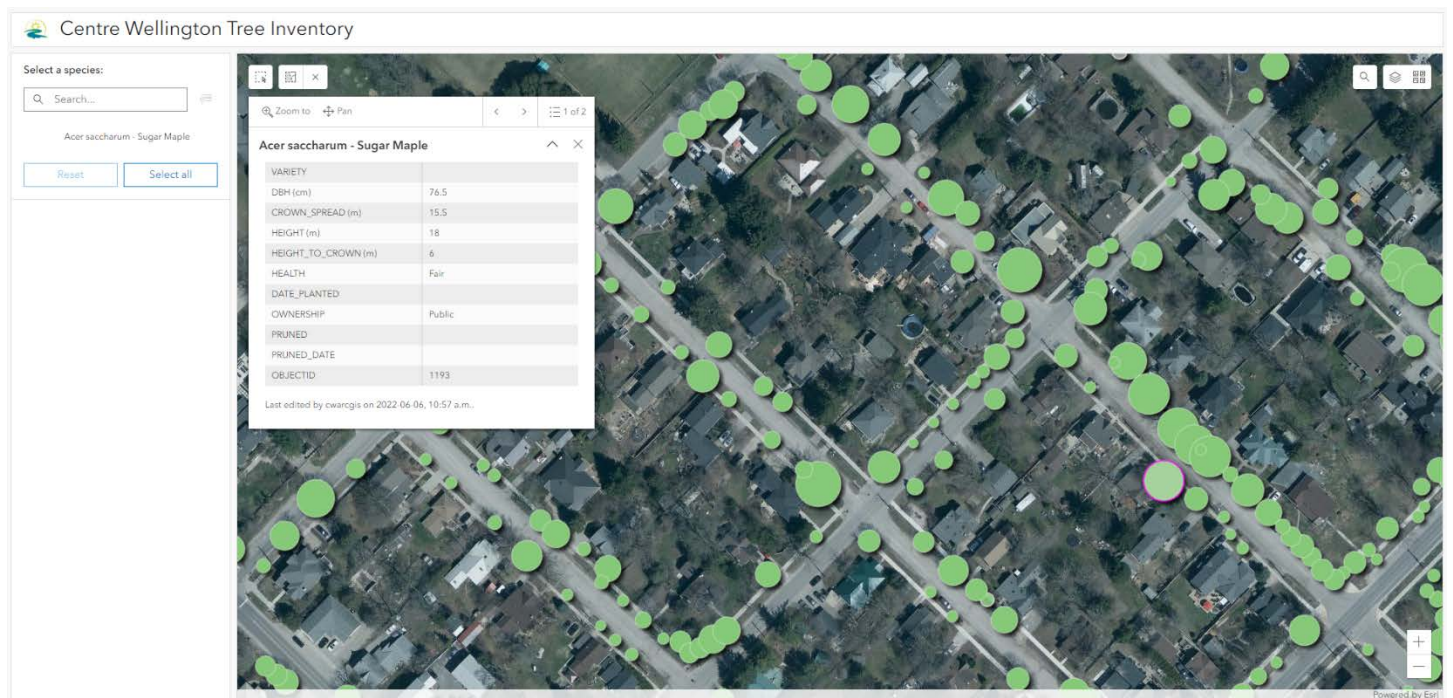 Centre Wellington Tree Inventory
Select a species:
Search...
Acer saccharum - Sugar Maple
Reset
Select all
Zoom to
Pan
1 of 2
Acer saccharum - Sugar Maple
VARIETY
DBH (cm) 76.5
CROWN_SPREAD (m) 15.5
HEIGHT (m) 18
HEIGHT_TO_CROWN (m) 6
HEALTH Fair
DATE_PLANTED
OWNERSHIP Public
PRUNED
PRUNED_DATE
OBJECTID 1193
Last edited by cwarcgis on 2022-06-06, 10:57 a.m..
Powered by Esri